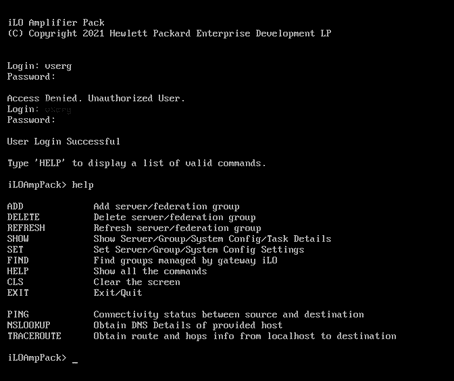 iLO Amplifier Pack
(C) Copyright 2021 Hewlett Packard Enterprise Development LP
Login: vserg
Password:
Access Denied. Unauthorized User.
Login:
Password:
User Login Successful
Type 'HELP' to display a list of valid commands.
iLOAmpPack> help
ADD Add server/federation group
DELETE Delete server/federation group
REFRESH Refresh server/federation group
SHOW Show Server/Group/System Config/Task Details
SET Set Server/Group/System Config Settings
FIND Find groups managed by gateway iLO
HELP Show all the commands
CLS Clear the screen
EXIT Exit/Quit
PING Connectivity status between source and destination
NSLOOKUP Obtain DNS Details of provided host
TRACEROUTE Obtain route and hops info from localhost to destination
iLOAmpPack> _